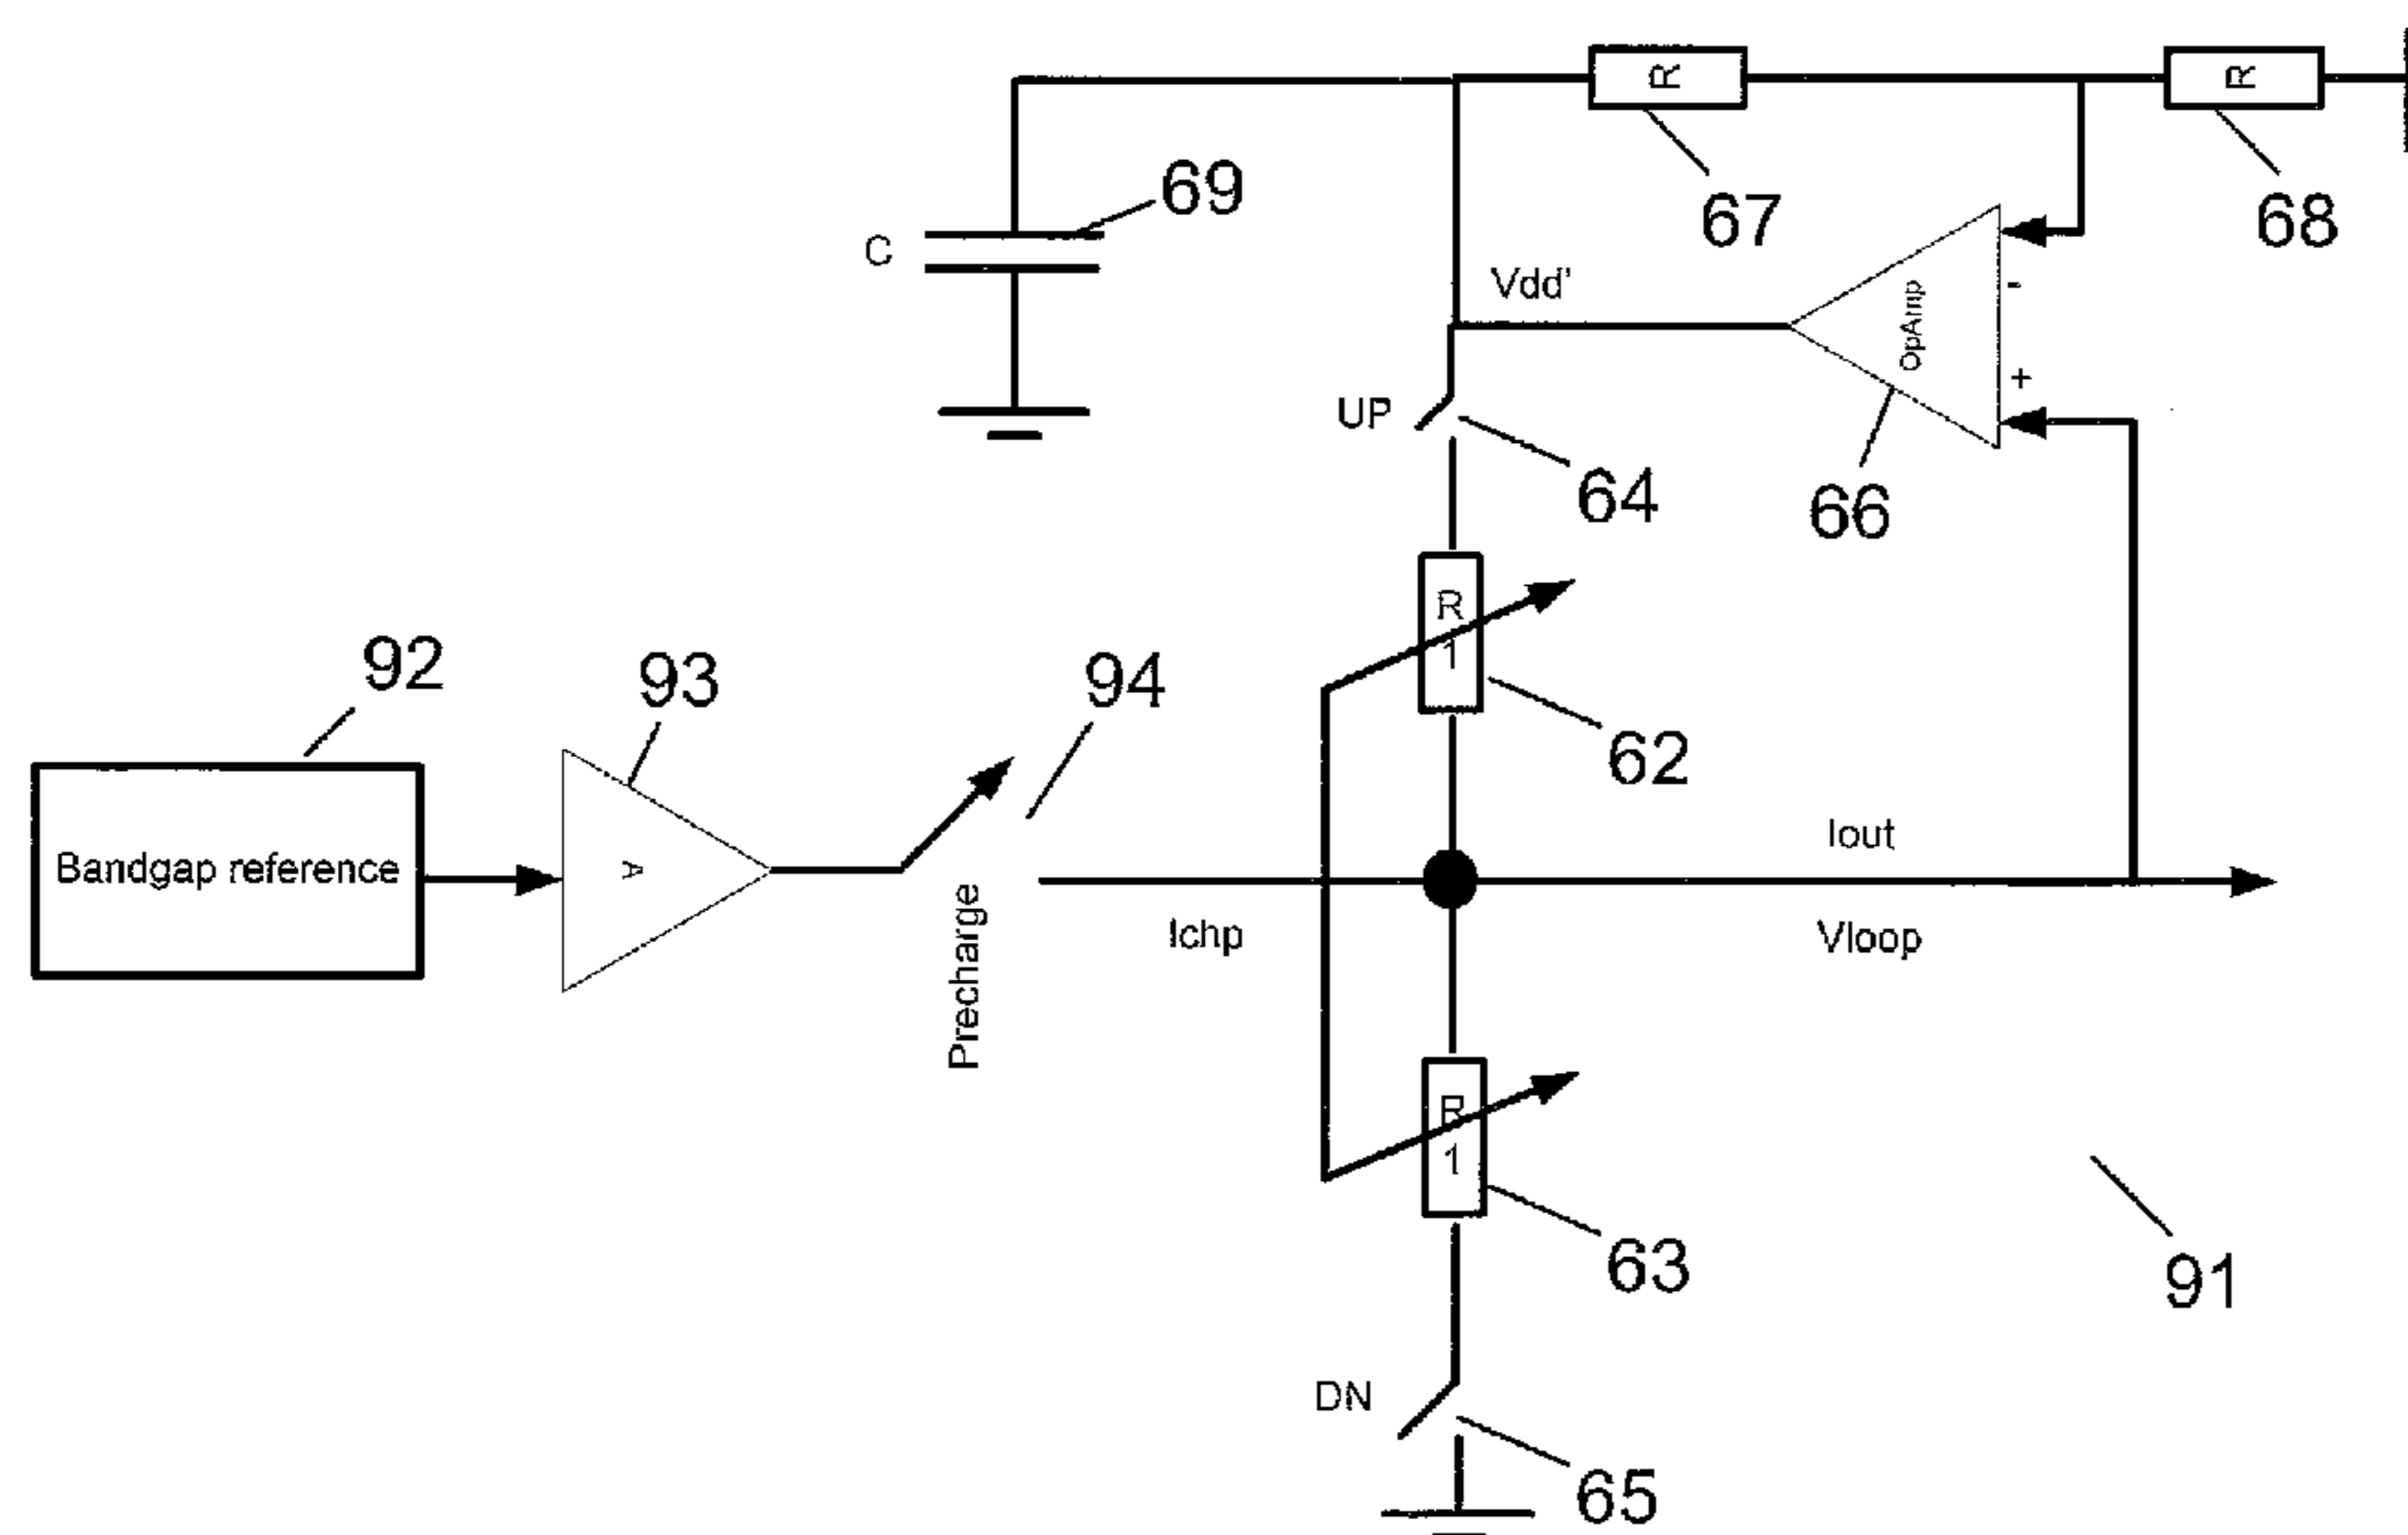 R
R
67
68
69
C
Vdd'
OpAmp
-
+
UP
64
66
R
1
62
92
93
94
Bandgap reference
A
Precharge
Ichp
Iout
Vloop
R
1
63
91
DN
65